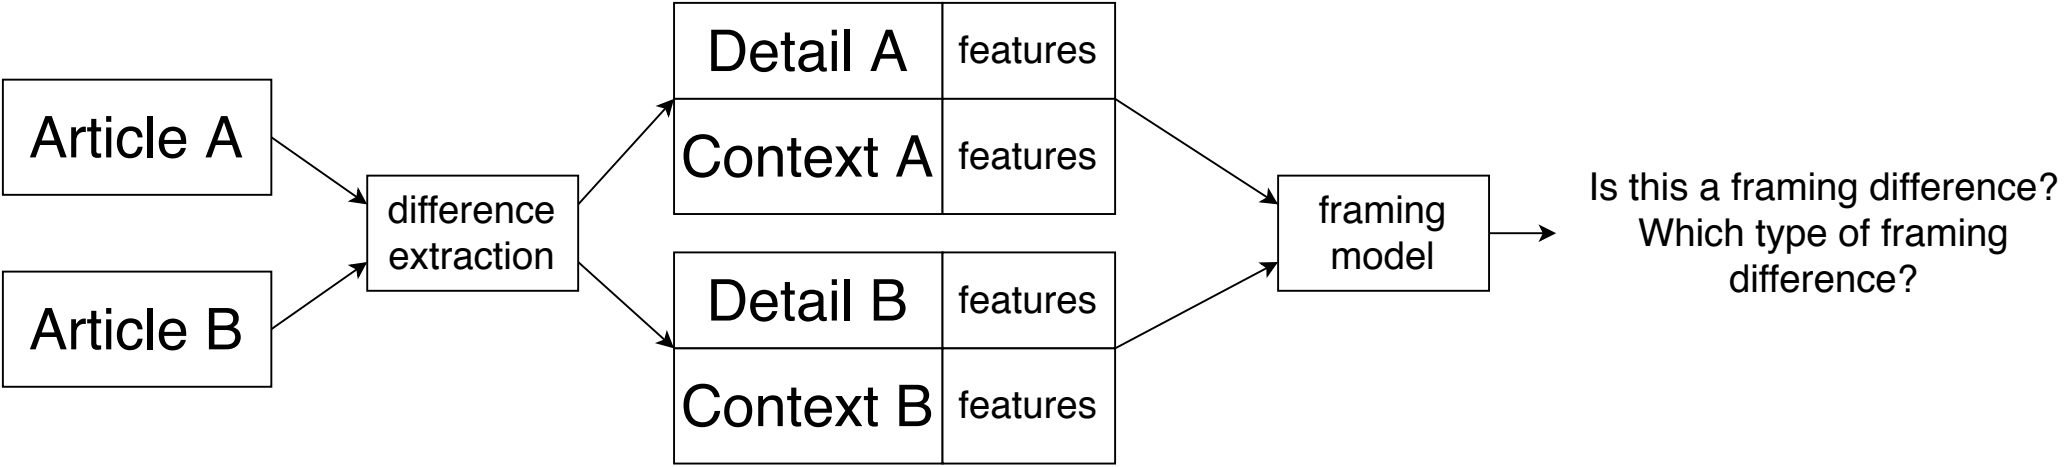 Article A
Article B
difference
extraction
Detail A
features
Context A
features
Detail B
features
Context B
features
framing
model
Is this a framing difference?
Which type of framing
difference?